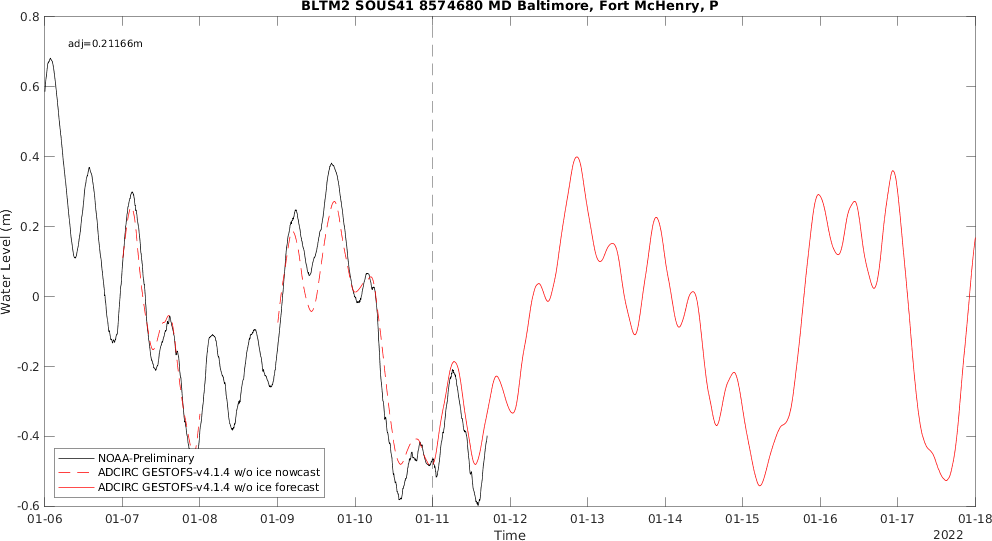 BLTM2 SOUS41 8574680 MD Baltimore, Fort McHenry, P
adj=0.21166m
0.8
0.6
0.4
0.2
0
-0.2
-0.4
-0.6
Water Level (m)
NOAA-Preliminary
ADCIRC GESTOFS-v4.1.4 w/o ice nowcast
ADCIRC GESTOFS-v4.1.4 w/o ice forecast
01-06 01-07 01-08 01-09 01-10 01-11 01-12 01-13 01-14 01-15 01-16 01-17 01-18
Time
2022